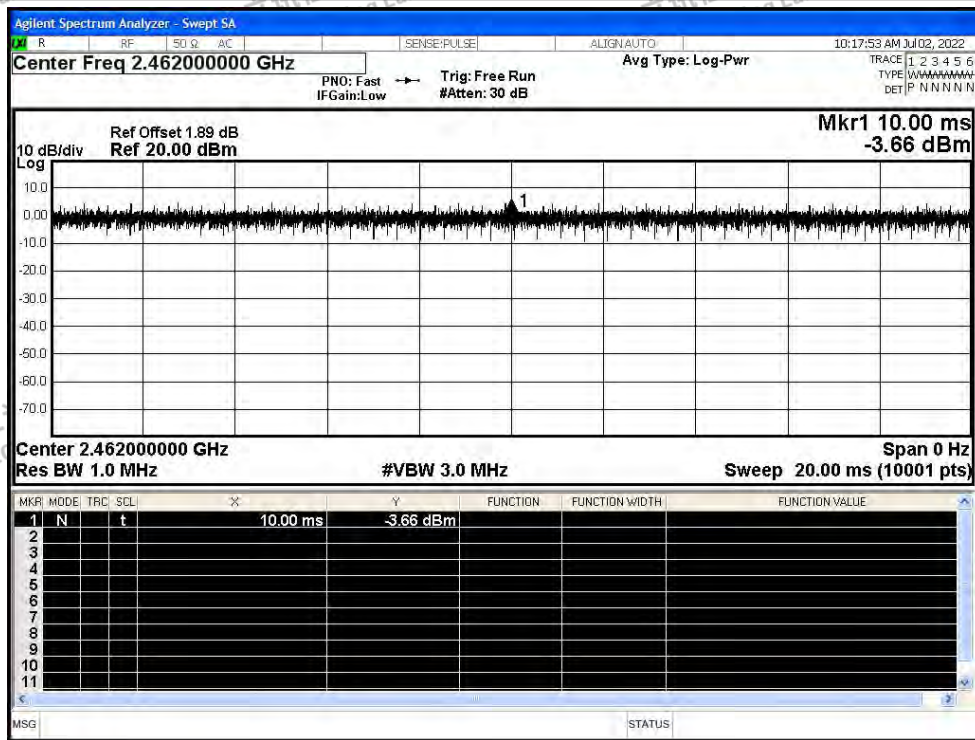 Agilent Spectrum Analyzer - Swept SA
LXI R RF 50 Ω AC SENSE:PULSE ALIGNAUTO 10:17:53 AM Jul 02, 2022
Center Freq 2.462000000 GHz
Avg Type: Log-Pwr
TRACE 1 2 3 4 5 6
TYPE
DET P N N N N N
PNO: Fast
IFGain:Low
Trig: Free Run
#Atten: 30 dB
Mkr1 10.00 ms
-3.66 dBm
Ref Offset 1.89 dB
10 dB/div Ref 20.00 dBm
Log
10.0
0.00
-10.0
-20.0
-30.0
-40.0
-50.0
-60.0
-70.0
1
Center 2.462000000 GHz Span 0 Hz
Res BW 1.0 MHz #VBW 3.0 MHz Sweep 20.00 ms (10001 pts)
MKR MODE TRC SCL X Y FUNCTION FUNCTION WIDTH FUNCTION VALUE
1 N t 10.00 ms -3.66 dBm
2
3
4
5
6
7
8
9
10
11
MSG STATUS